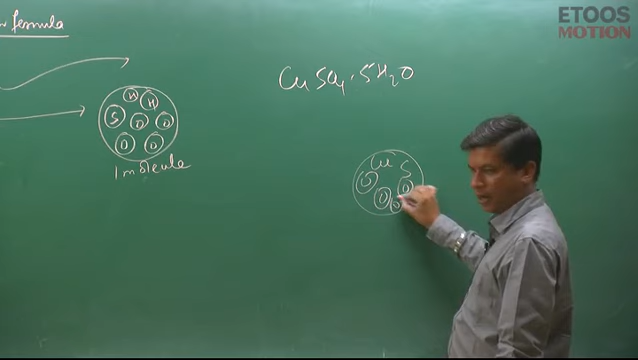 formula
ETOOS
MOTION
CuSO4·5H2O
H H
S O O
O O
1 molecule
Cu S
O O
O O